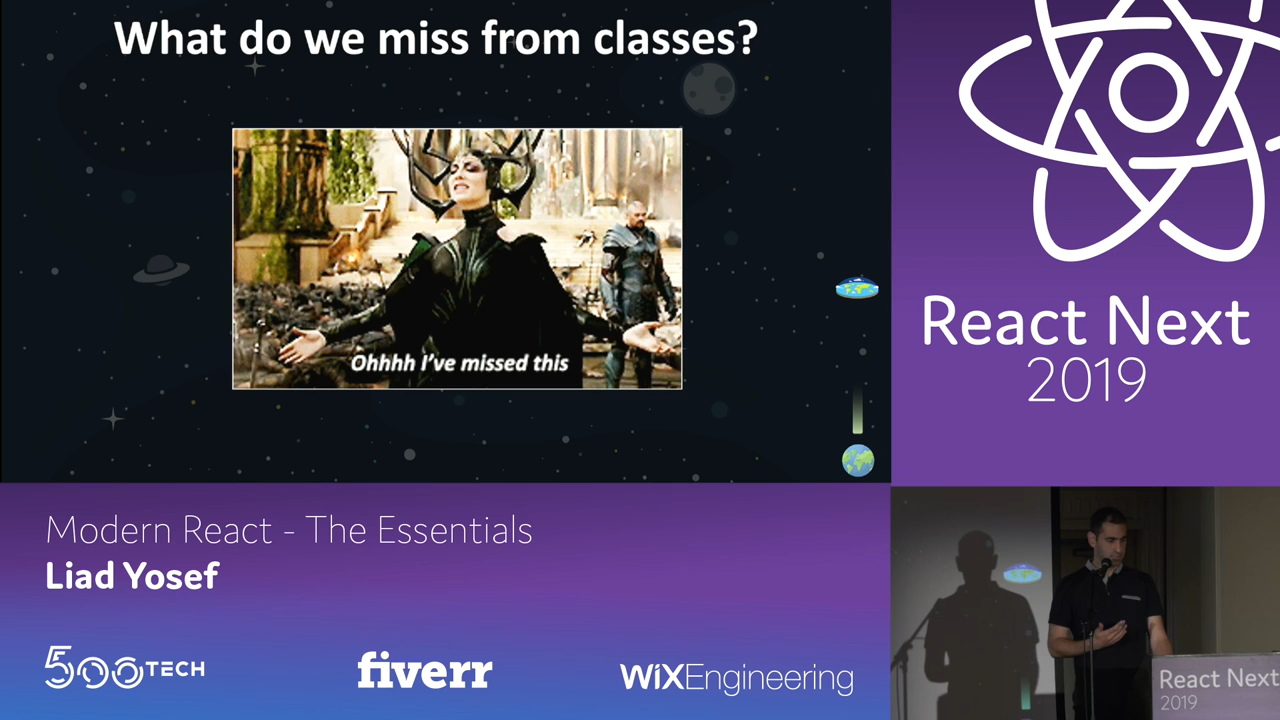 What do we miss from classes?
Ohhhh I've missed this
React Next
2019
Modern React - The Essentials
Liad Yosef
500TECH
fiverr
WiXEngineering
React Next
2019